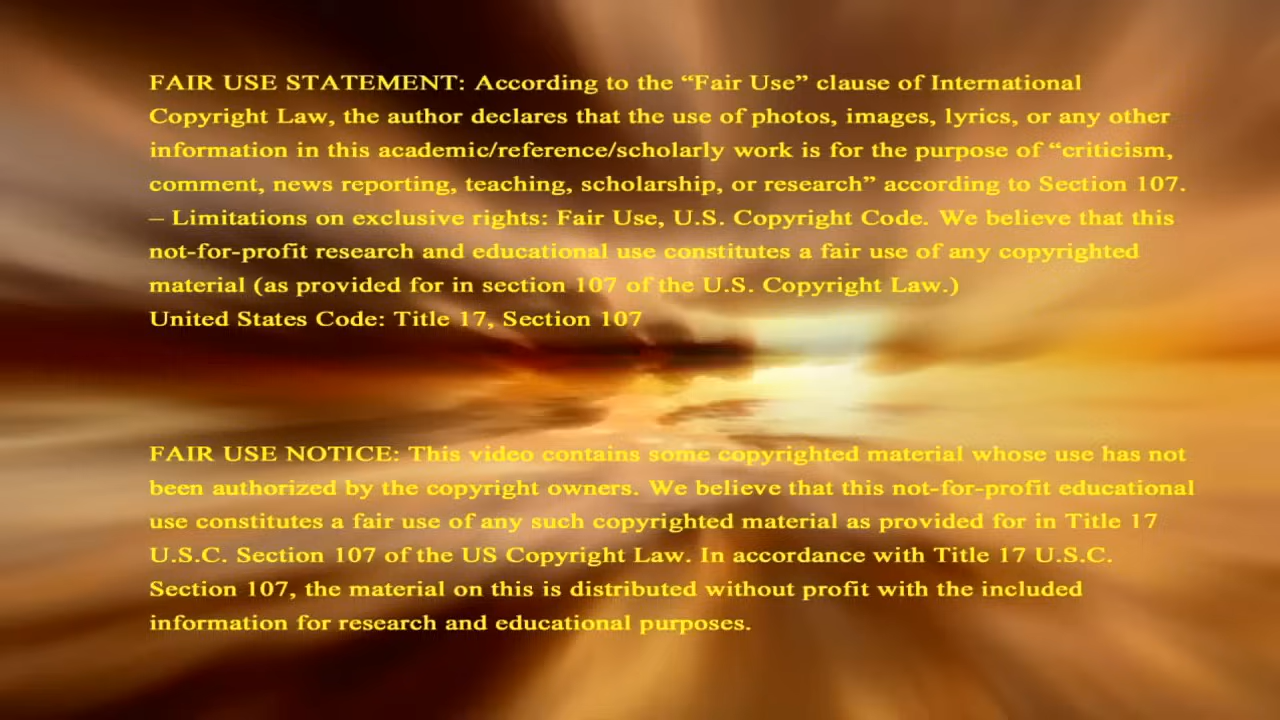 FAIR USE STATEMENT: According to the “Fair Use” clause of International
Copyright Law, the author declares that the use of photos, images, lyrics, or any other
information in this academic/reference/scholarly work is for the purpose of “criticism,
comment, news reporting, teaching, scholarship, or research” according to Section 107.
– Limitations on exclusive rights: Fair Use, U.S. Copyright Code. We believe that this
not-for-profit research and educational use constitutes a fair use of any copyrighted
material (as provided for in section 107 of the U.S. Copyright Law.)
United States Code: Title 17, Section 107
FAIR USE NOTICE: This video contains some copyrighted material whose use has not
been authorized by the copyright owners. We believe that this not-for-profit educational
use constitutes a fair use of any such copyrighted material as provided for in Title 17
U.S.C. Section 107 of the US Copyright Law. In accordance with Title 17 U.S.C.
Section 107, the material on this is distributed without profit with the included
information for research and educational purposes.